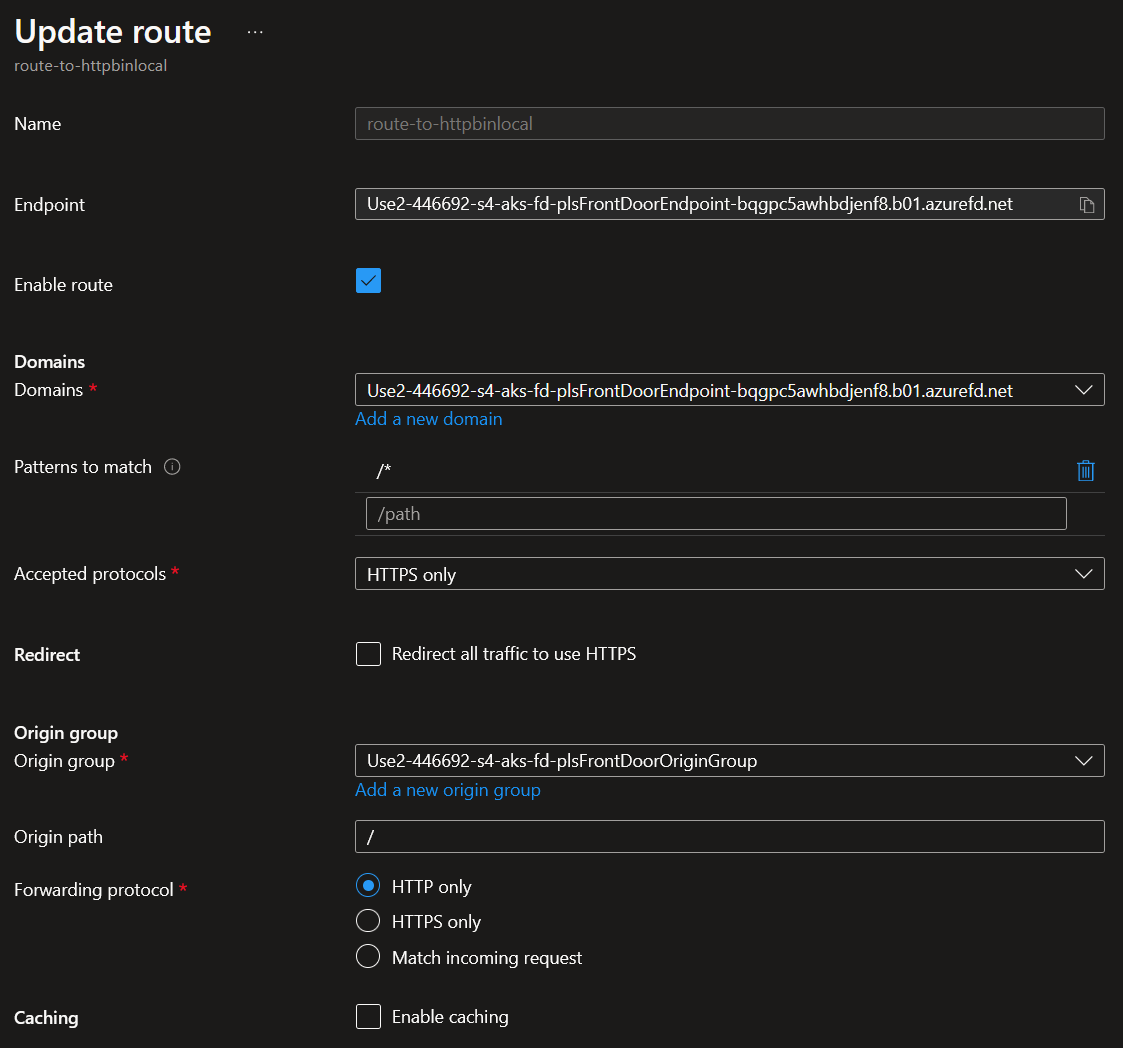 Update route ...
route-to-httpbinlocal
Name route-to-httpbinlocal
Endpoint Use2-446692-s4-aks-fd-plsFrontDoorEndpoint-bqgpc5awhbdjenf8.b01.azurefd.net
Enable route
Domains
Domains * Use2-446692-s4-aks-fd-plsFrontDoorEndpoint-bqgpc5awhbdjenf8.b01.azurefd.net
Add a new domain
Patterns to match /*
/path
Accepted protocols * HTTPS only
Redirect Redirect all traffic to use HTTPS
Origin group
Origin group * Use2-446692-s4-aks-fd-plsFrontDoorOriginGroup
Add a new origin group
Origin path /
Forwarding protocol * HTTP only
HTTPS only
Match incoming request
Caching Enable caching